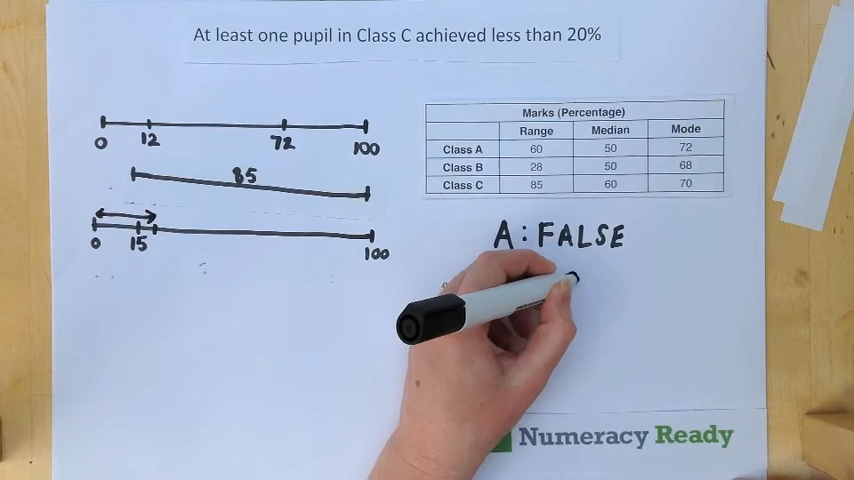 At least one pupil in Class C achieved less than 20%
Marks (Percentage)
Range Median Mode
Class A 60 50 72
Class B 28 50 68
Class C 85 60 70
0 12 72 100
85
0 15 100
A: FALSE
Numeracy Ready